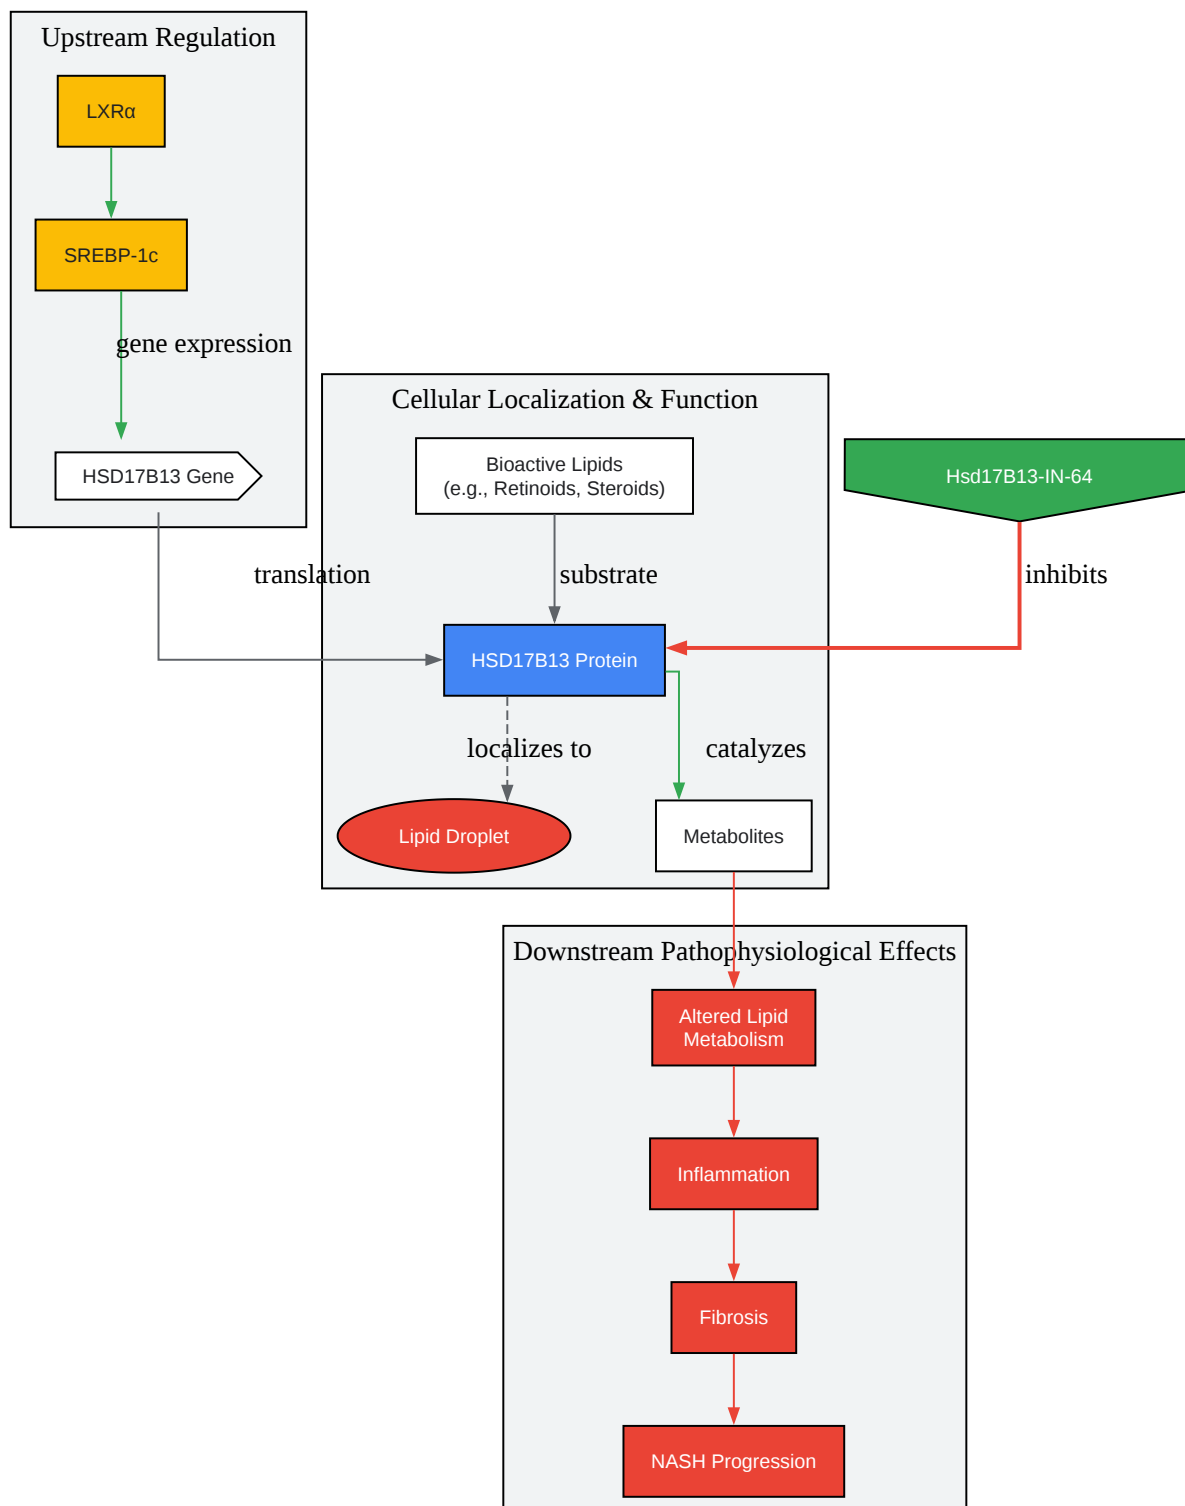 Upstream Regulation
LXRα
SREBP-1c
gene expression
HSD17B13 Gene
Cellular Localization & Function
Bioactive Lipids
(e.g., Retinoids, Steroids)
Hsd17B13-IN-64
translation
substrate
inhibits
HSD17B13 Protein
localizes to
catalyzes
Lipid Droplet
Metabolites
Downstream Pathophysiological Effects
Altered Lipid
Metabolism
Inflammation
Fibrosis
NASH Progression